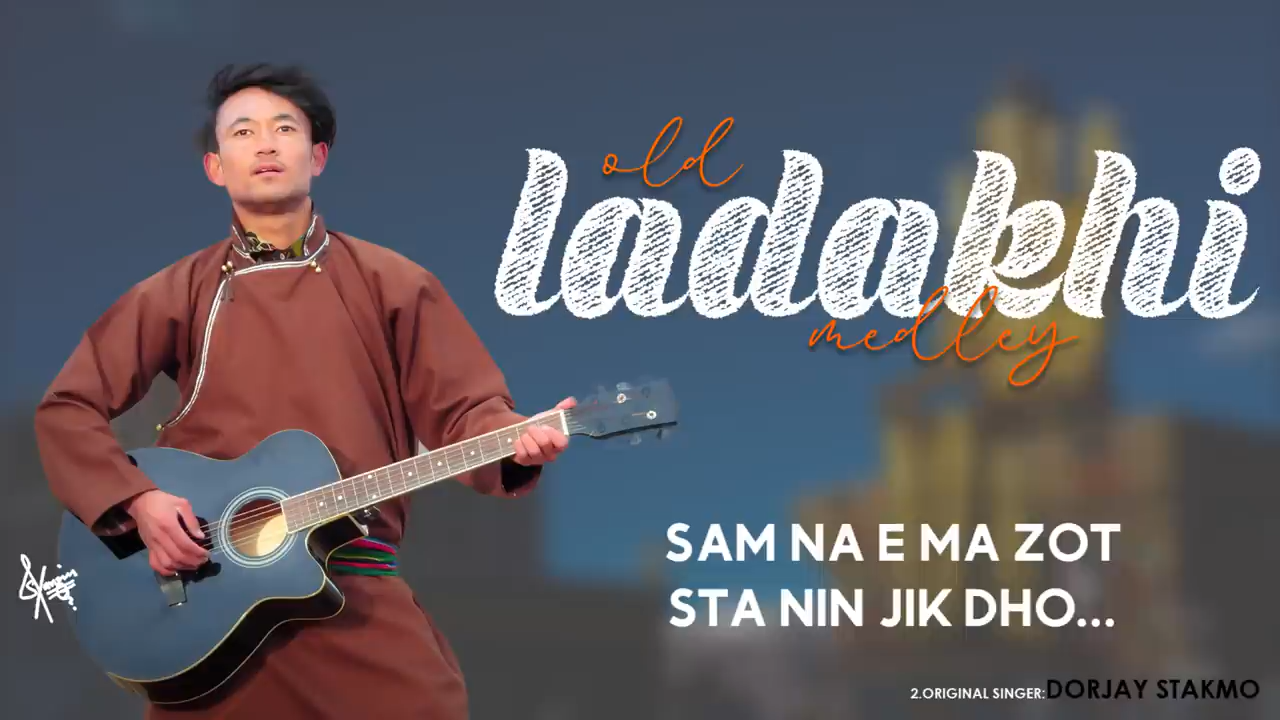 old
ladakhi
medley
SAM NA E MA ZOT
STA NIN JIK DHO...
2.ORIGINAL SINGER:DORJAY STAKMO